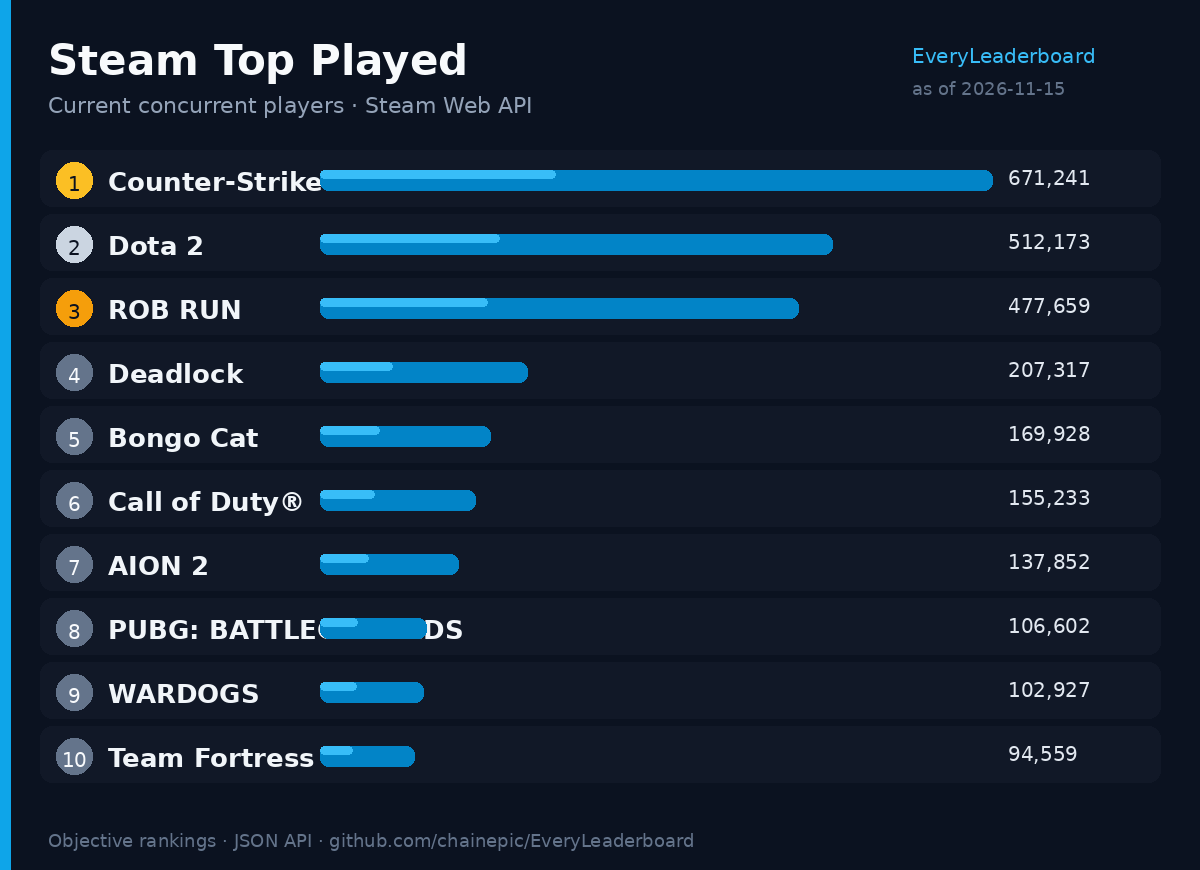 Steam Top Played
EveryLeaderboard
Current concurrent players · Steam Web API
as of 2026-11-15
1 Counter-Strike 671,241
2 Dota 2 512,173
3 ROB RUN 477,659
4 Deadlock 207,317
5 Bongo Cat 169,928
6 Call of Duty® 155,233
7 AION 2 137,852
8 PUBG: 106,602
9 WARDOGS 102,927
10 Team Fortress 94,559
Objective rankings · JSON API · github.com/chainepic/EveryLeaderboard